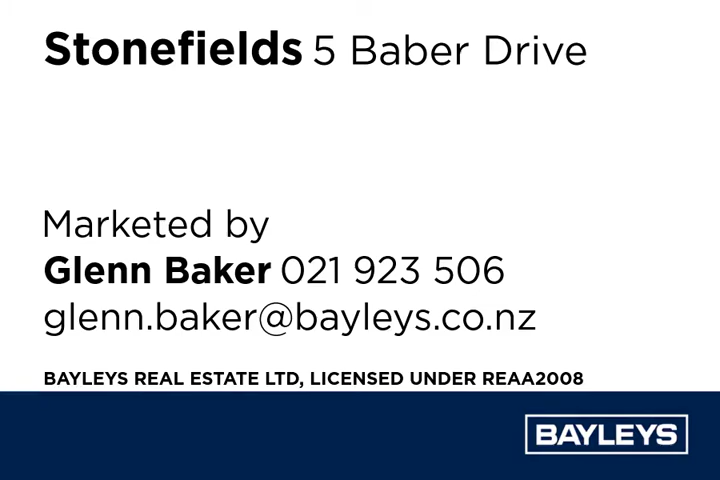 Stonefields 5 Baber Drive
Marketed by
Glenn Baker 021 923 506
glenn.baker@bayleys.co.nz
BAYLEYS REAL ESTATE LTD, LICENSED UNDER REAA2008
BAYLEYS